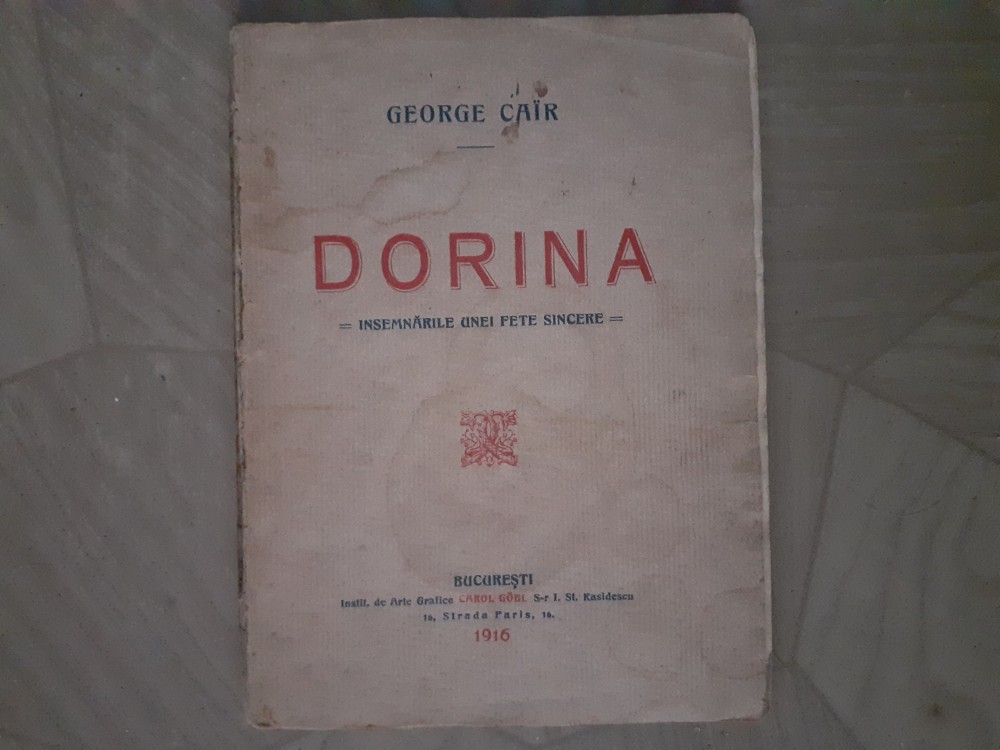 GEORGE CAÏR
DORINA
= INSEMNĂRILE UNEI FETE SINCERE =
BUCUREȘTI
Instit. de Arte Grafice CAROL GÖBL S-r I. St. Rasidescu
16, Strada Paris, 16.
1916